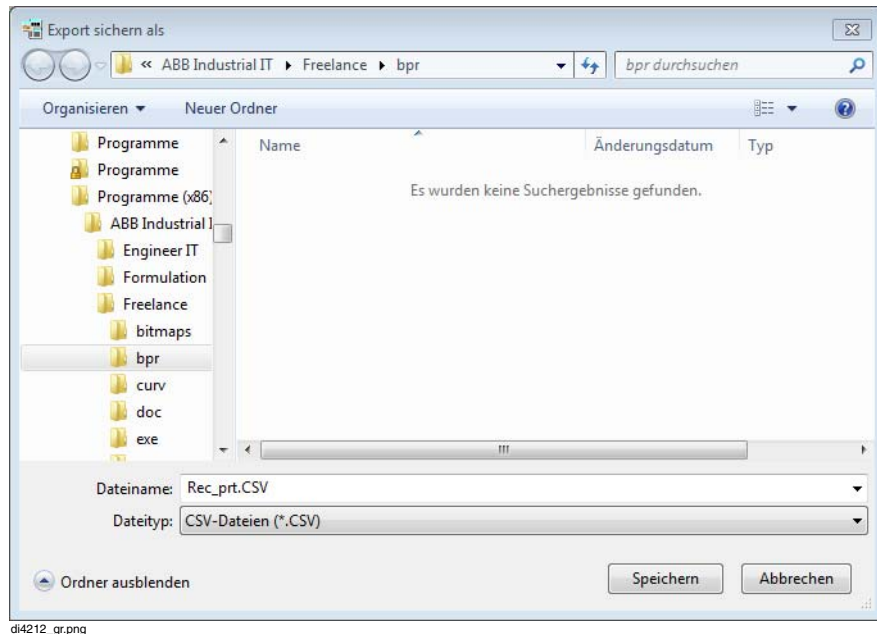 Export sichern als
« ABB Industrial IT Freelance bpr
bpr durchsuchen
Organisieren Neuer Ordner
Programme
Programme
Programme (x86)
ABB Industrial I
Engineer IT
Formulation
Freelance
bitmaps
bpr
curv
doc
exe
Name Änderungsdatum Typ
Es wurden keine Suchergebnisse gefunden.
Dateiname: Rec_prt.CSV
Dateityp: CSV-Dateien (*.CSV)
Ordner ausblenden Speichern Abbrechen
di4212_gr.png